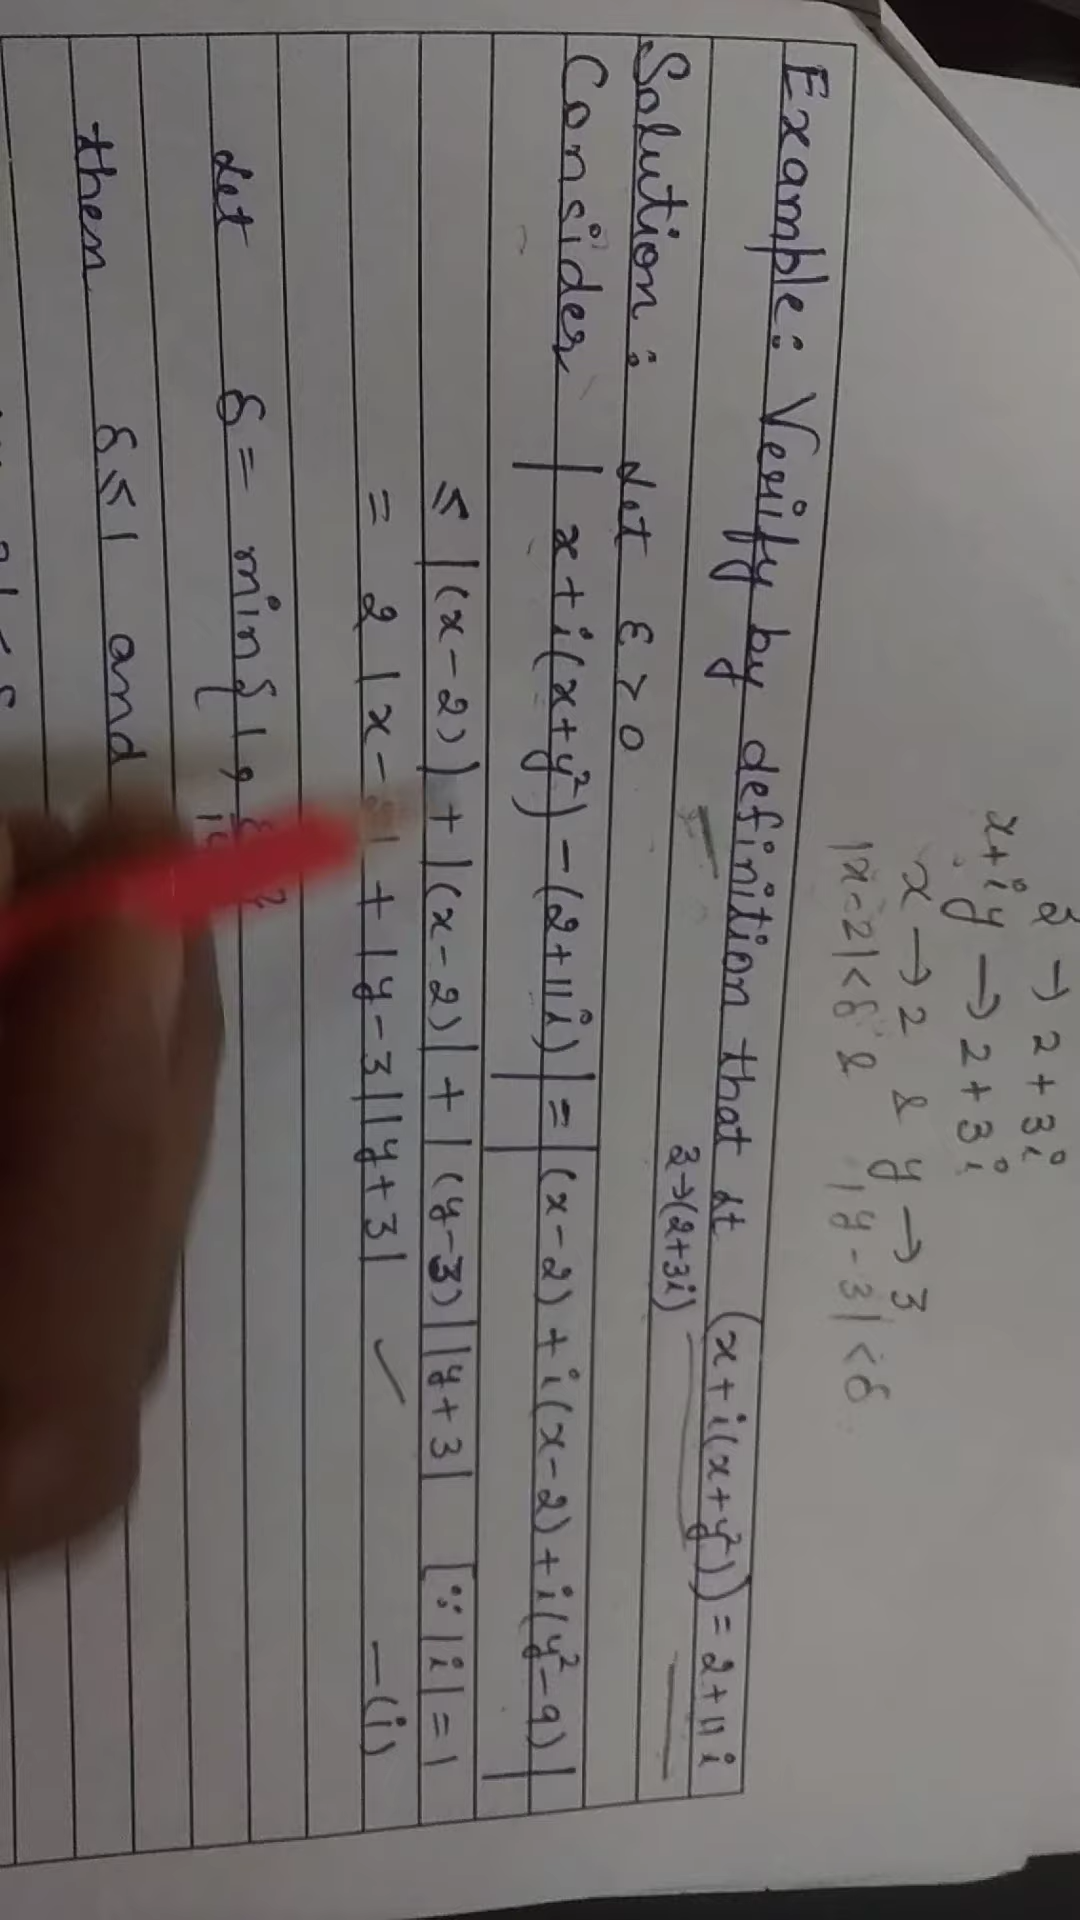 z → 2+3i
x+iy → 2+3i
x → 2 & y → 3
|x-2|<δ & |y-3|<δ
Example: Verify by definition that lt (x+i(x+y²)) = 2+11i
z→(2+3i)
Solution: Let ε>0
Consider | x+i(x+y²) - (2+11i) | = | (x-2)+i(x-2)+i(y²-9) |
≤ |(x-2)| + |(x-2)| + |(y-3)||y+3| [∵ |i|=1
= 2|x-2| + |y-3||y+3| ✓ -(i)
Let δ = min{1,
then δ≤1 and